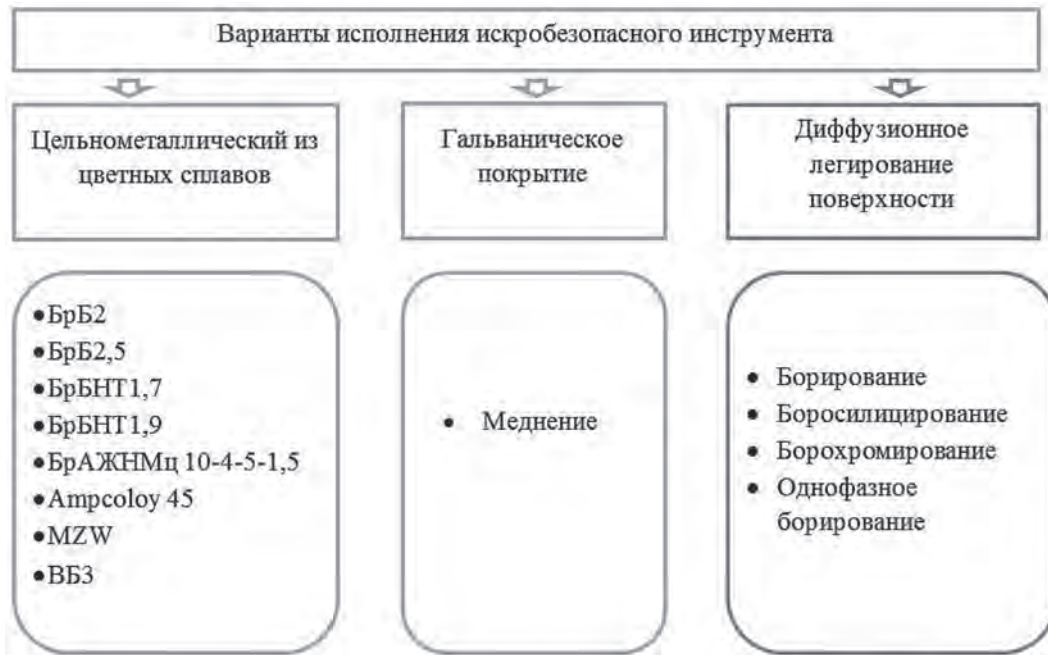 Варианты исполнения искробезопасного инструмента
Цельнометаллический из
цветных сплавов
Гальваническое
покрытие
Диффузионное
легирование
поверхности
●БрБ2
●БрБ2,5
●БрБНТ1,7
●БрБНТ1,9
●БрАЖНМц 10-4-5-1,5
●Ampcoloy 45
●MZW
●ВБ3
● Меднение
● Борирование
● Боросилицирование
● Борохромирование
● Однофазное
борирование